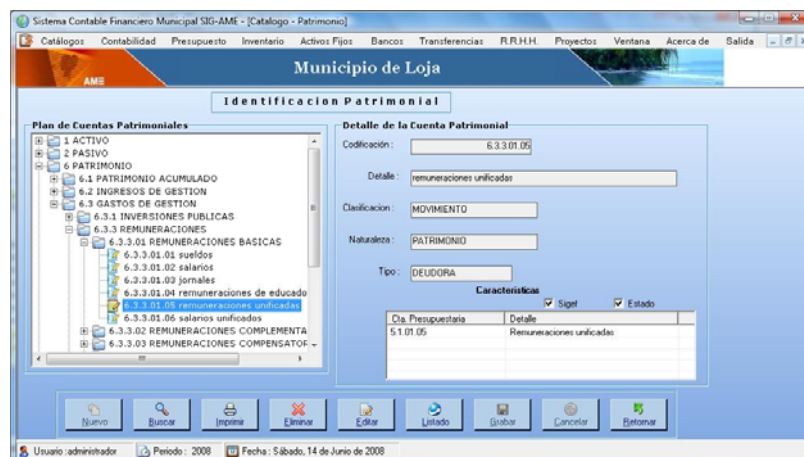 Sistema Contable Financiero Municipal SIG-AME - [Catalogo - Patrimonio]
Catálogos Contabilidad Presupuesto Inventario Activos Fijos Bancos Transferencias R.R.H.H. Proyectos Ventana Acerca de Salida
AME
Municipio de Loja
Identificacion Patrimonial
Plan de Cuentas Patrimoniales
1 ACTIVO
2 PASIVO
6 PATRIMONIO
6.1 PATRIMONIO ACUMULADO
6.2 INGRESOS DE GESTION
6.3 GASTOS DE GESTION
6.3.1 INVERSIONES PUBLICAS
6.3.3 REMUNERACIONES
6.3.3.01 REMUNERACIONES BASICAS
6.3.3.01.01 sueldos
6.3.3.01.02 salarios
6.3.3.01.03 jornales
6.3.3.01.04 remuneraciones de educado
6.3.3.01.05 remuneraciones unificadas
6.3.3.01.06 salarios unificados
6.3.3.02 REMUNERACIONES COMPLEMENTA
6.3.3.03 REMUNERACIONES COMPENSATOF
Detalle de la Cuenta Patrimonial
Codificación : 6.3.3.01.05
Detalle : remuneraciones unificadas
Clasificacion : MOVIMIENTO
Naturaleza : PATRIMONIO
Tipo : DEUDORA
Caracteristicas
Sigef Estado
Cta. Presupuestaria Detalle
5.1.01.05 Remuneraciones unificadas
Nuevo Buscar Imprimir Eliminar Editar Listado Grabar Cancelar Retornar
Usuario :administrador Periodo : 2008 Fecha : Sábado, 14 de Junio de 2008